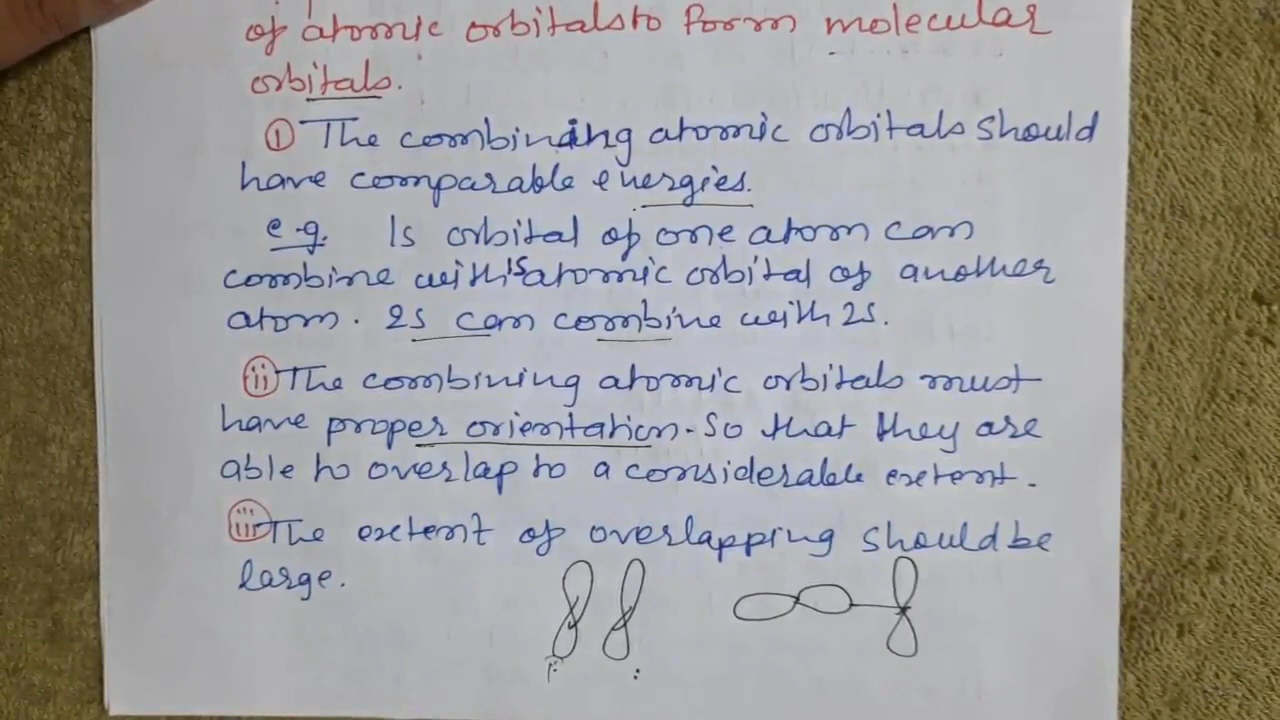 of atomic orbitals to form molecular
orbitals.
i The combining atomic orbitals should
have comparable energies.
e.g. 1s orbital of one atom can
combine with 1s atomic orbital of another
atom. 2s can combine with 2s.
ii The combining atomic orbitals must
have proper orientation. So that they are
able to overlap to a considerable extent.
iii The extent of overlapping should be
large.